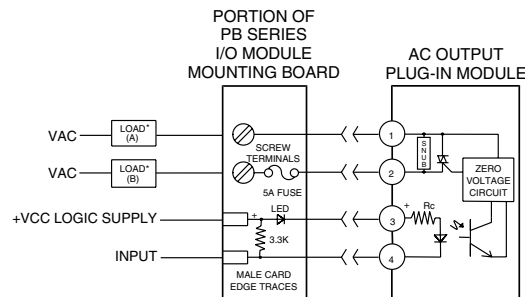 PORTION OF
PB SERIES
I/O MODULE
MOUNTING BOARD
AC OUTPUT
PLUG-IN MODULE
VAC
LOAD*
(A)
SCREW
TERMINALS
1
SNUB
VAC
LOAD*
(B)
5A FUSE
2
ZERO
VOLTAGE
CIRCUIT
+VCC LOGIC SUPPLY
+
LED
3
+
Rc
3.3K
INPUT
4
MALE CARD
EDGE TRACES